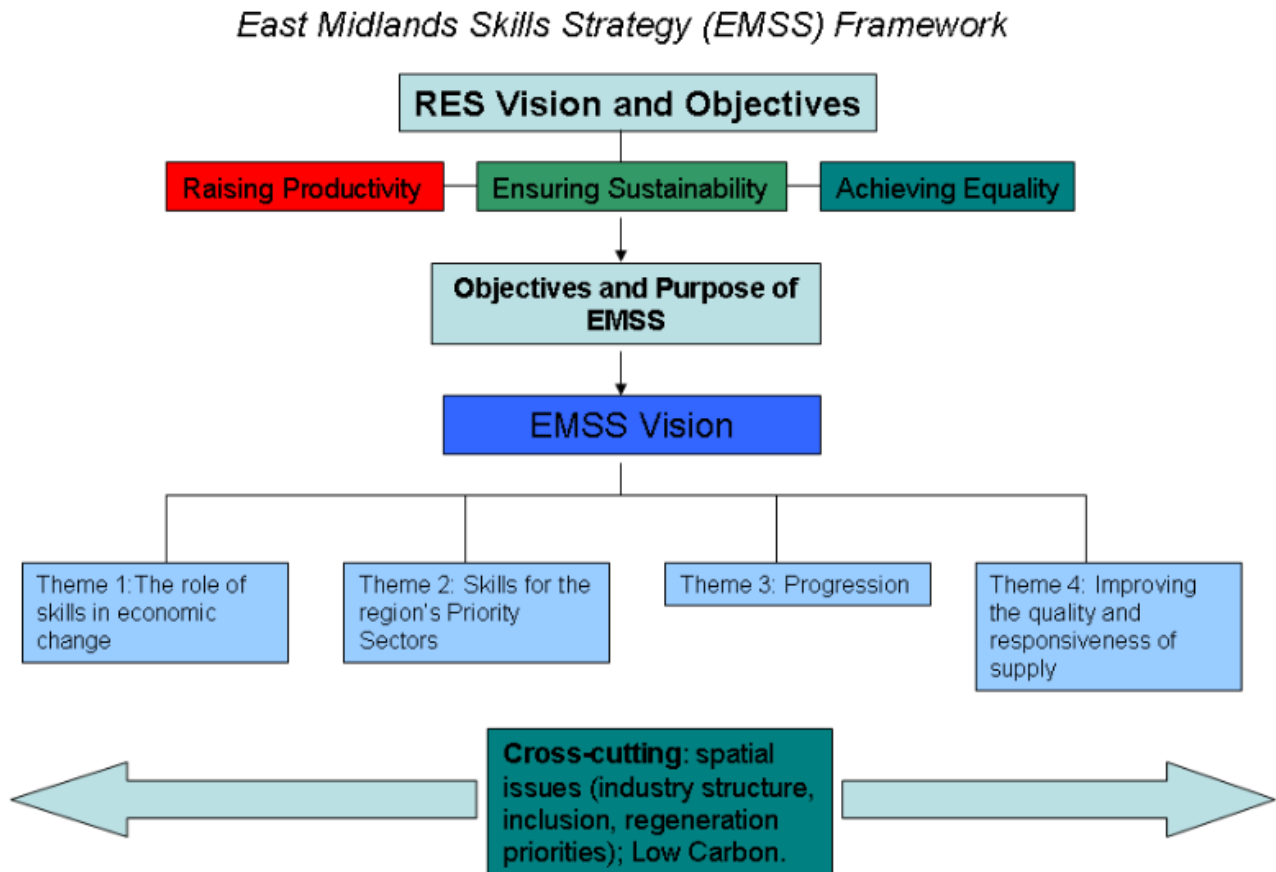 East Midlands Skills Strategy (EMSS) Framework
RES Vision and Objectives
Raising Productivity
Ensuring Sustainability
Achieving Equality
Objectives and Purpose of
EMSS
EMSS Vision
Theme 1:The role of
skills in economic
change
Theme 2: Skills for the
region's Priority
Sectors
Theme 3: Progression
Theme 4: Improving
the quality and
responsiveness of
supply
Cross-cutting: spatial
issues (industry structure,
inclusion, regeneration
priorities); Low Carbon.